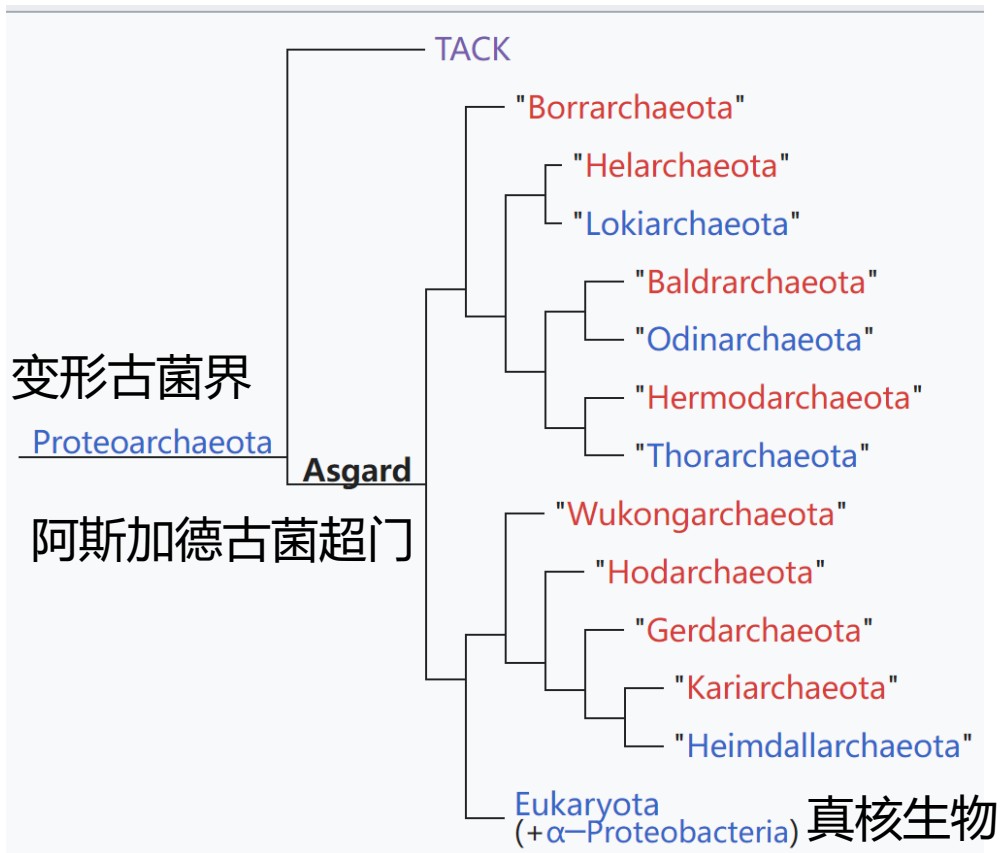 TACK
"Borrarchaeota"
"Helarchaeota"
"Lokiarchaeota"
"Baldrarchaeota"
"Odinarchaeota"
变形古菌界
"Hermodarchaeota"
Proteoarchaeota
"Thorarchaeota"
Asgard
"Wukongarchaeota"
阿斯加德古菌超门
"Hodarchaeota"
"Gerdarchaeota"
"Kariarchaeota"
"Heimdallarchaeota"
Eukaryota
(+α─Proteobacteria)
真核生物